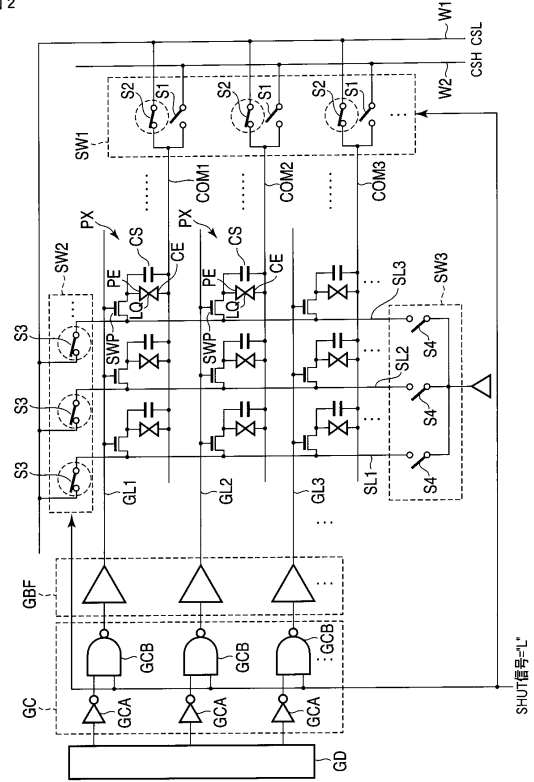 図2
W1
CSL
CSH
W2
SW1
S2
S1
S2
S1
S2
S1
COM1
COM2
COM3
PX
PX
SW2
S3
S3
S3
PE
CS
LQ
CE
SWP
PE
CS
LQ
CE
SWP
SL3
SL2
SL1
SW3
S4
S4
S4
GL1
GL2
GL3
GBF
GC
GCB
GCB
GCB
GCA
GCA
GCA
GD
SHUT信号="L"